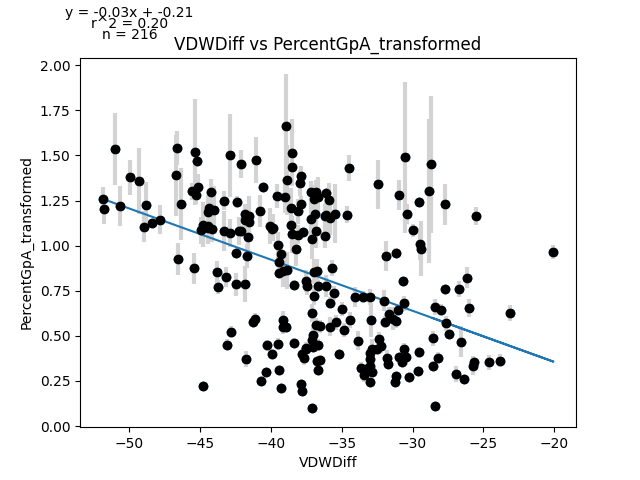 y = -0.03x + -0.21
r^2 = 0.20
n = 216
VDWDiff vs PercentGpA_transformed
2.00
1.75
1.50
1.25
1.00
0.75
0.50
0.25
0.00
PercentGpA_transformed
−50
−45
−40
−35
−30
−25
−20
VDWDiff